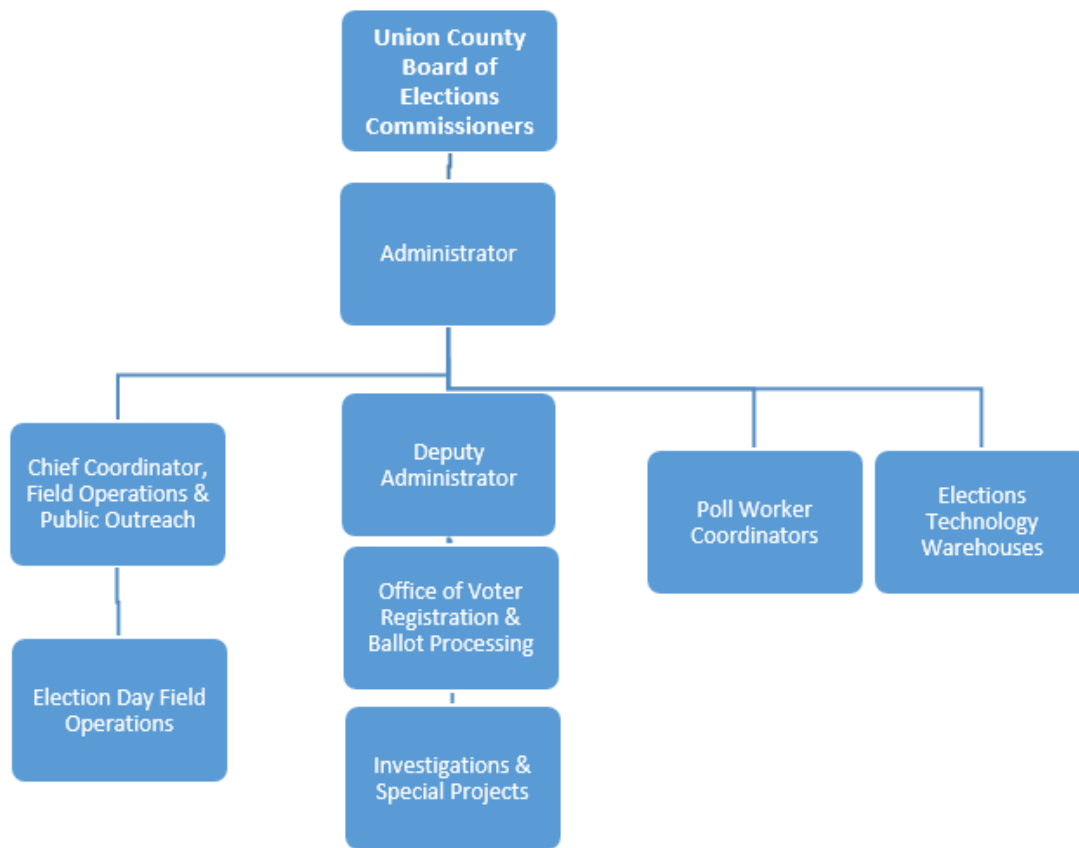 Union County
Board of
Elections
Commissioners
Administrator
Chief Coordinator,
Field Operations &
Public Outreach
Deputy
Administrator
Poll Worker
Coordinators
Elections
Technology
Warehouses
Office of Voter
Registration &
Ballot Processing
Election Day Field
Operations
Investigations &
Special Projects